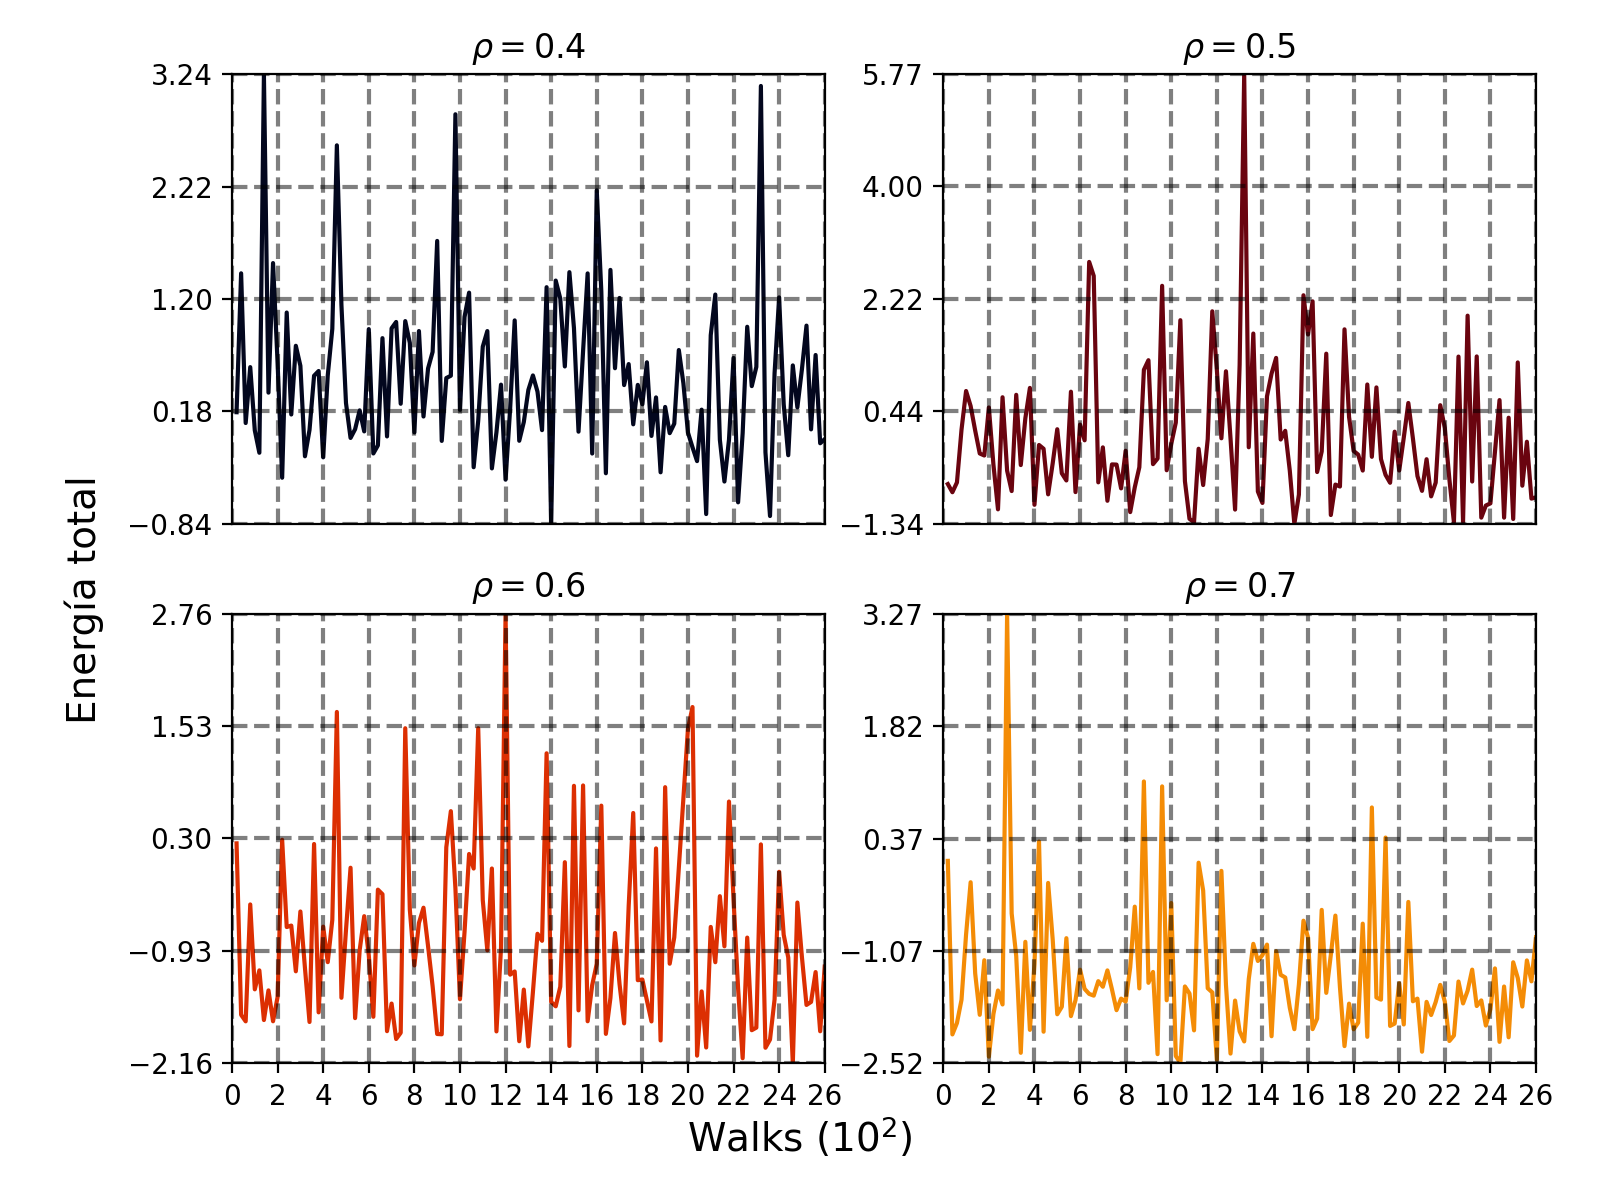 ρ = 0.4
3.24
2.22
1.20
0.18
−0.84
ρ = 0.5
5.77
4.00
2.22
0.44
−1.34
Energía total
ρ = 0.6
2.76
1.53
0.30
−0.93
−2.16
0 2 4 6 8 10 12 14 16 18 20 22 24 26
ρ = 0.7
3.27
1.82
0.37
−1.07
−2.52
0 2 4 6 8 10 12 14 16 18 20 22 24 26
Walks (10²)